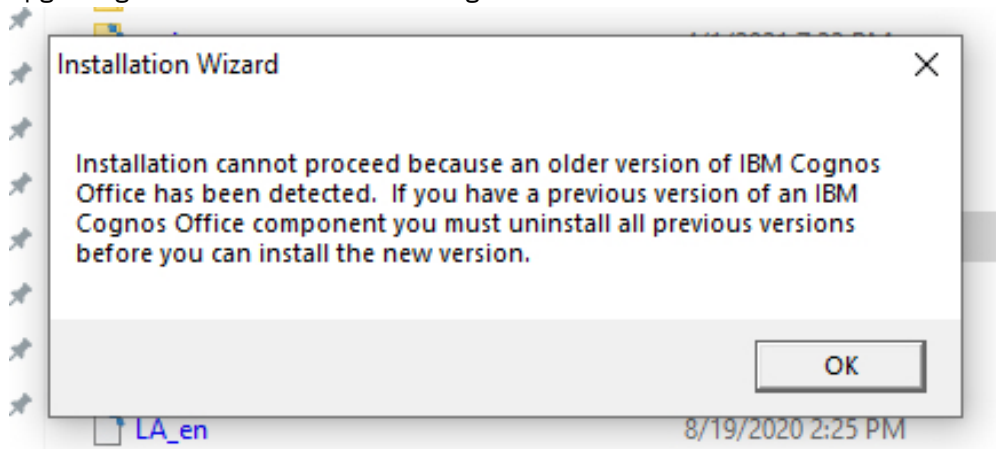 Installation Wizard
Installation cannot proceed because an older version of IBM Cognos
Office has been detected.  If you have a previous version of an IBM
Cognos Office component you must uninstall all previous versions
before you can install the new version.
OK
LA_en 8/19/2020 2:25 PM